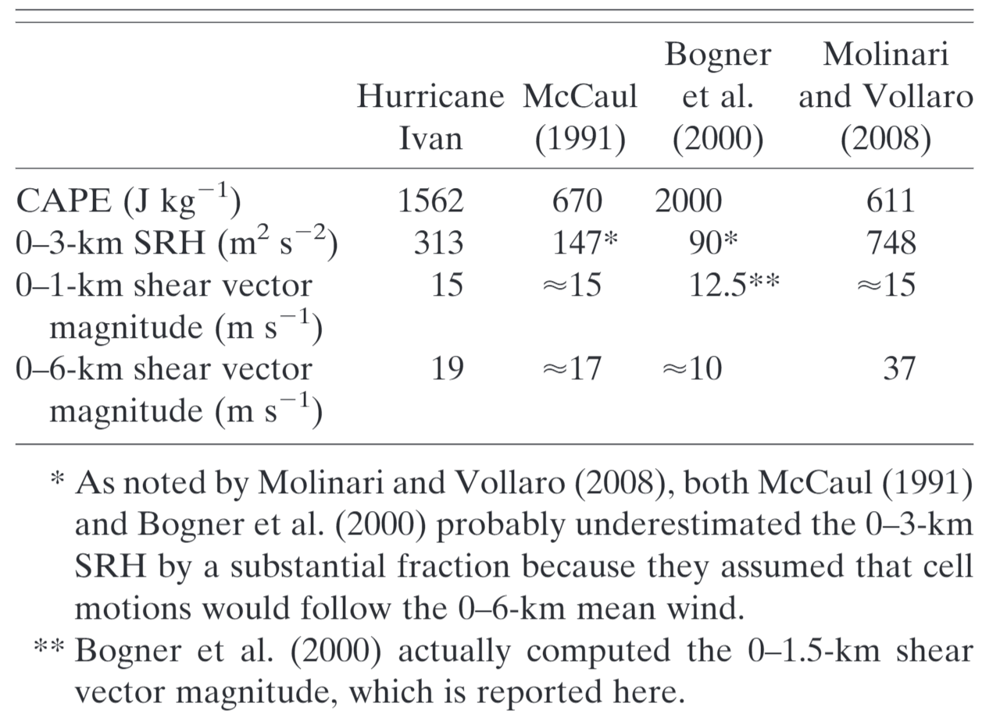 Bogner Molinari
Hurricane McCaul et al. and Vollaro
Ivan (1991) (2000) (2008)
CAPE (J kg⁻¹) 1562 670 2000 611
0–3-km SRH (m² s⁻²) 313 147* 90* 748
0–1-km shear vector 15 ≈15 12.5** ≈15
magnitude (m s⁻¹)
0–6-km shear vector 19 ≈17 ≈10 37
magnitude (m s⁻¹)
* As noted by Molinari and Vollaro (2008), both McCaul (1991)
and Bogner et al. (2000) probably underestimated the 0–3-km
SRH by a substantial fraction because they assumed that cell
motions would follow the 0–6-km mean wind.
** Bogner et al. (2000) actually computed the 0–1.5-km shear
vector magnitude, which is reported here.